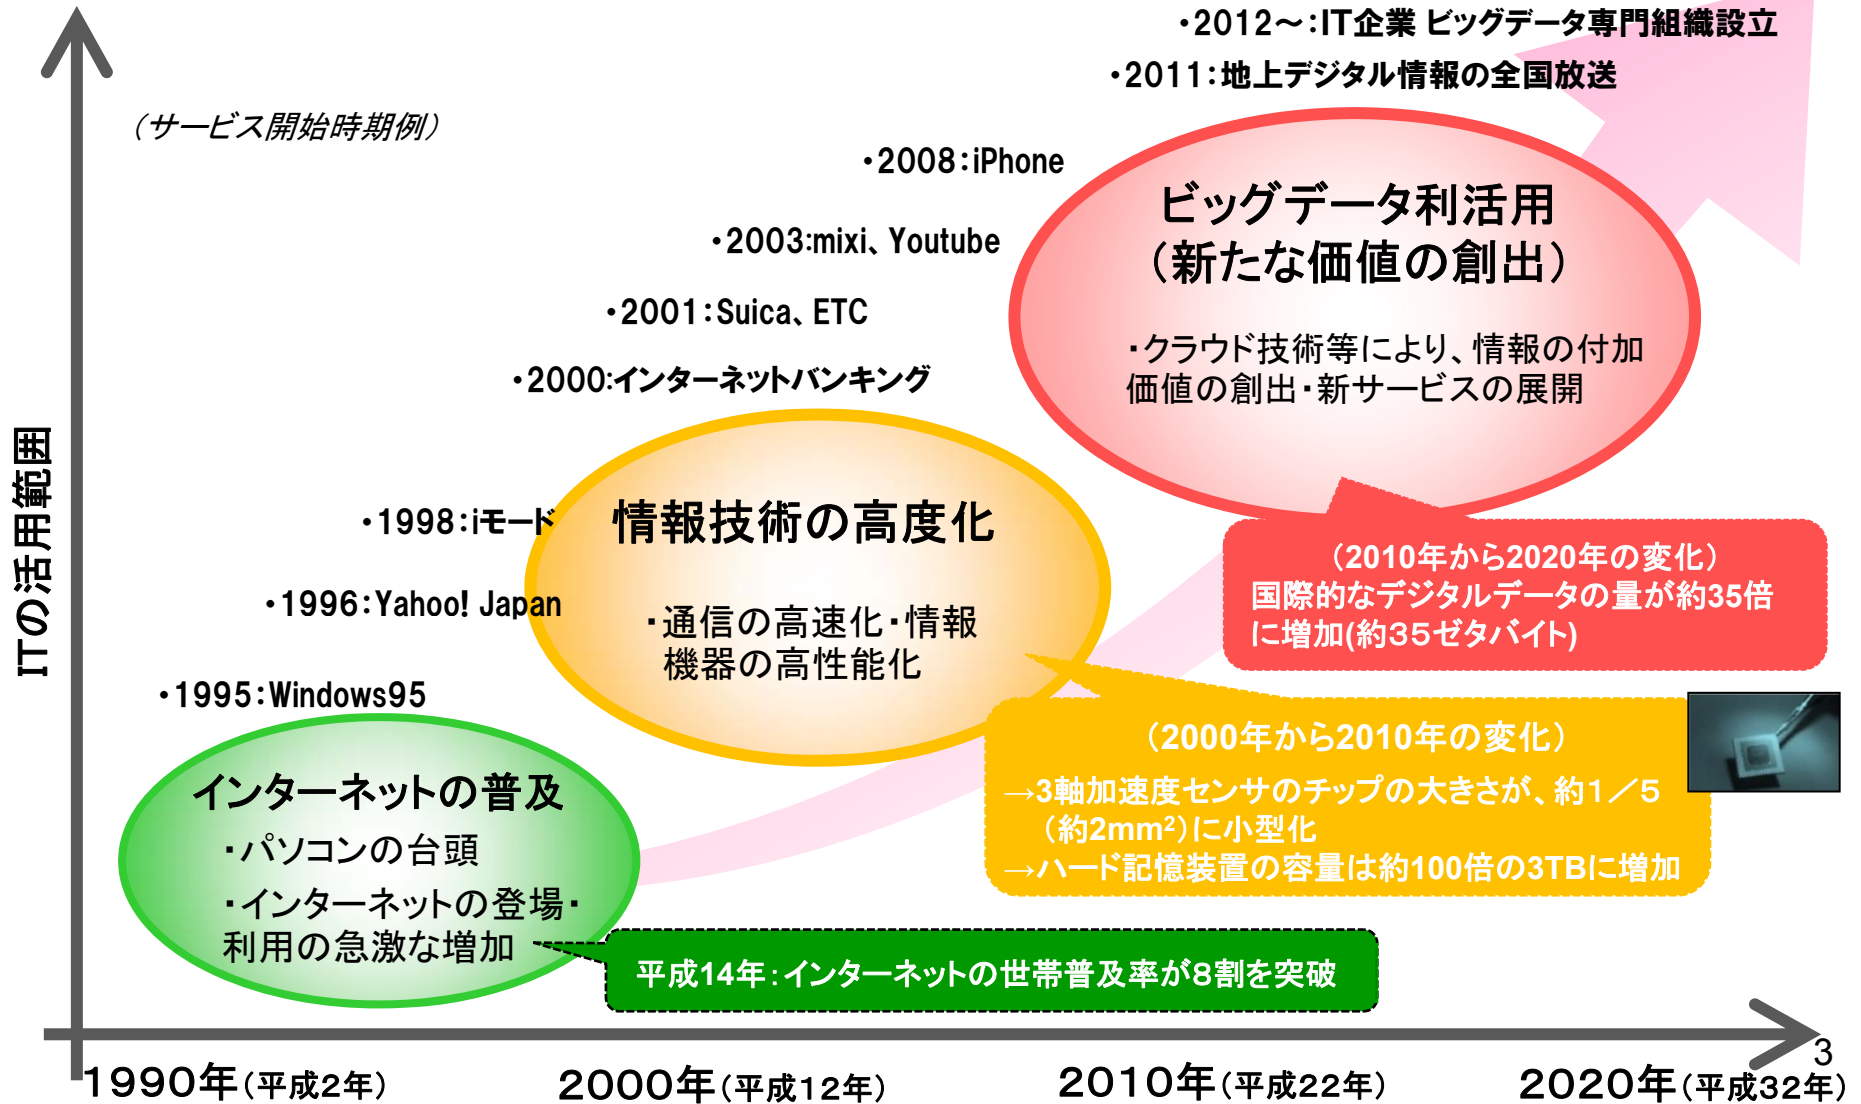 ・2012～：IT企業 ビッグデータ専門組織設立
・2011：地上デジタル情報の全国放送
（サービス開始時期例）
・2008：iPhone
・2003:mixi、Youtube
・2001：Suica、ETC
・2000:インターネットバンキング
・1998：iモード
・1996：Yahoo! Japan
・1995：Windows95
ITの活用範囲
ビッグデータ利活用
（新たな価値の創出）
・クラウド技術等により、情報の付加
価値の創出・新サービスの展開
情報技術の高度化
・通信の高速化・情報
機器の高性能化
（2010年から2020年の変化）
国際的なデジタルデータの量が約35倍
に増加(約３５ゼタバイト)
（2000年から2010年の変化）
→3軸加速度センサのチップの大きさが、約１／５
（約2mm²）に小型化
→ハード記憶装置の容量は約100倍の3TBに増加
インターネットの普及
・パソコンの台頭
・インターネットの登場・
利用の急激な増加
平成14年：インターネットの世帯普及率が８割を突破
1990年（平成2年）
2000年（平成12年）
2010年（平成22年）
2020年（平成32年）
3